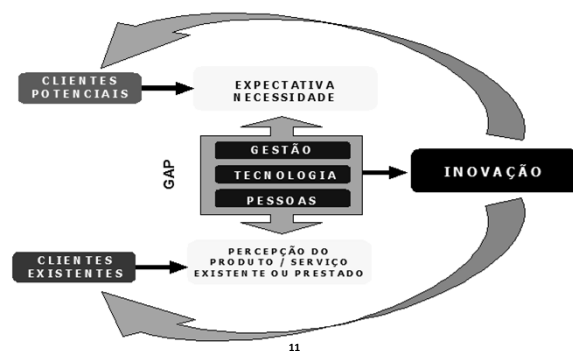 CLIENTES
POTENCIAIS
EXPECTATIVA
NECESSIDADE
GAP
GESTÃO
TECNOLOGIA
PESSOAS
INOVAÇÃO
CLIENTES
EXISTENTES
PERCEPÇÃO DO
PRODUTO / SERVIÇO
EXISTENTE OU PRESTADO
11